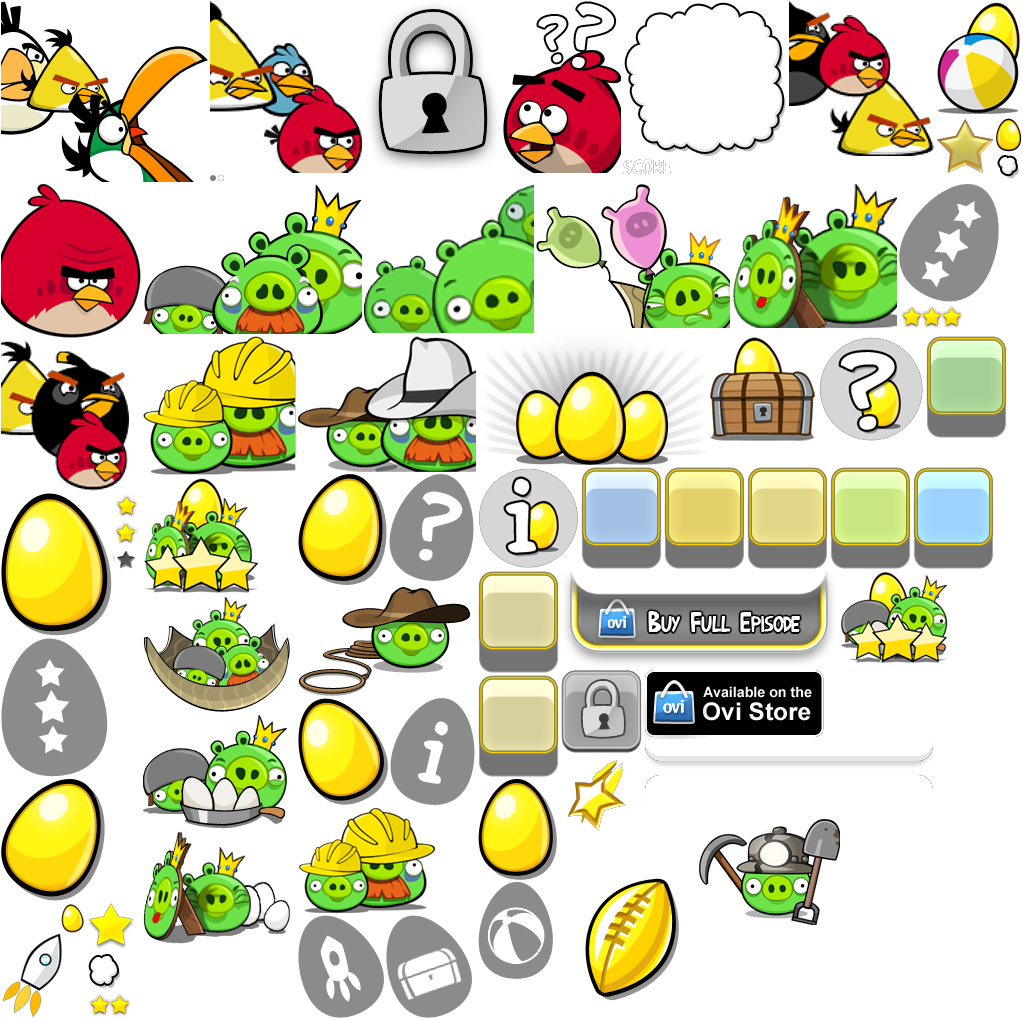 ??
SCORE
?
i
?
ovi BUY FULL EPISODE
ovi Available on the
Ovi Store
i